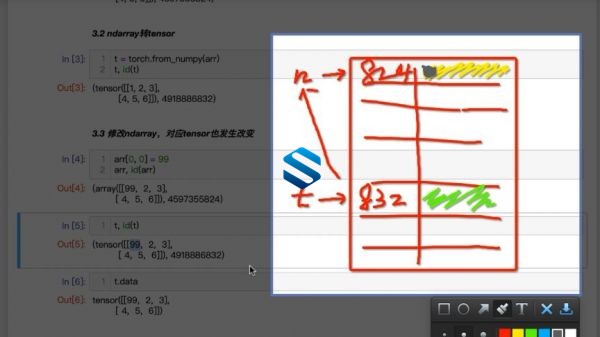 [4, 5, 6]]),
3.2 ndarray转tensor
In [3]:
1 t = torch.from_numpy(arr)
2 t, id(t)
Out[3]:
(tensor([[1, 2, 3],
[4, 5, 6]]), 4918886832)
3.3 修改ndarray，对应tensor也发生改变
In [4]:
1 arr[0, 0] = 99
2 arr, id(arr)
Out[4]:
(array([[99, 2, 3],
[ 4, 5, 6]]), 4597355824)
In [5]:
1 t, id(t)
Out[5]:
(tensor([[99, 2, 3],
[ 4, 5, 6]]), 4918886832)
In [6]:
1 t.data
Out[6]:
tensor([[99, 2, 3],
[ 4, 5, 6]])
n → 824
t → 832
T